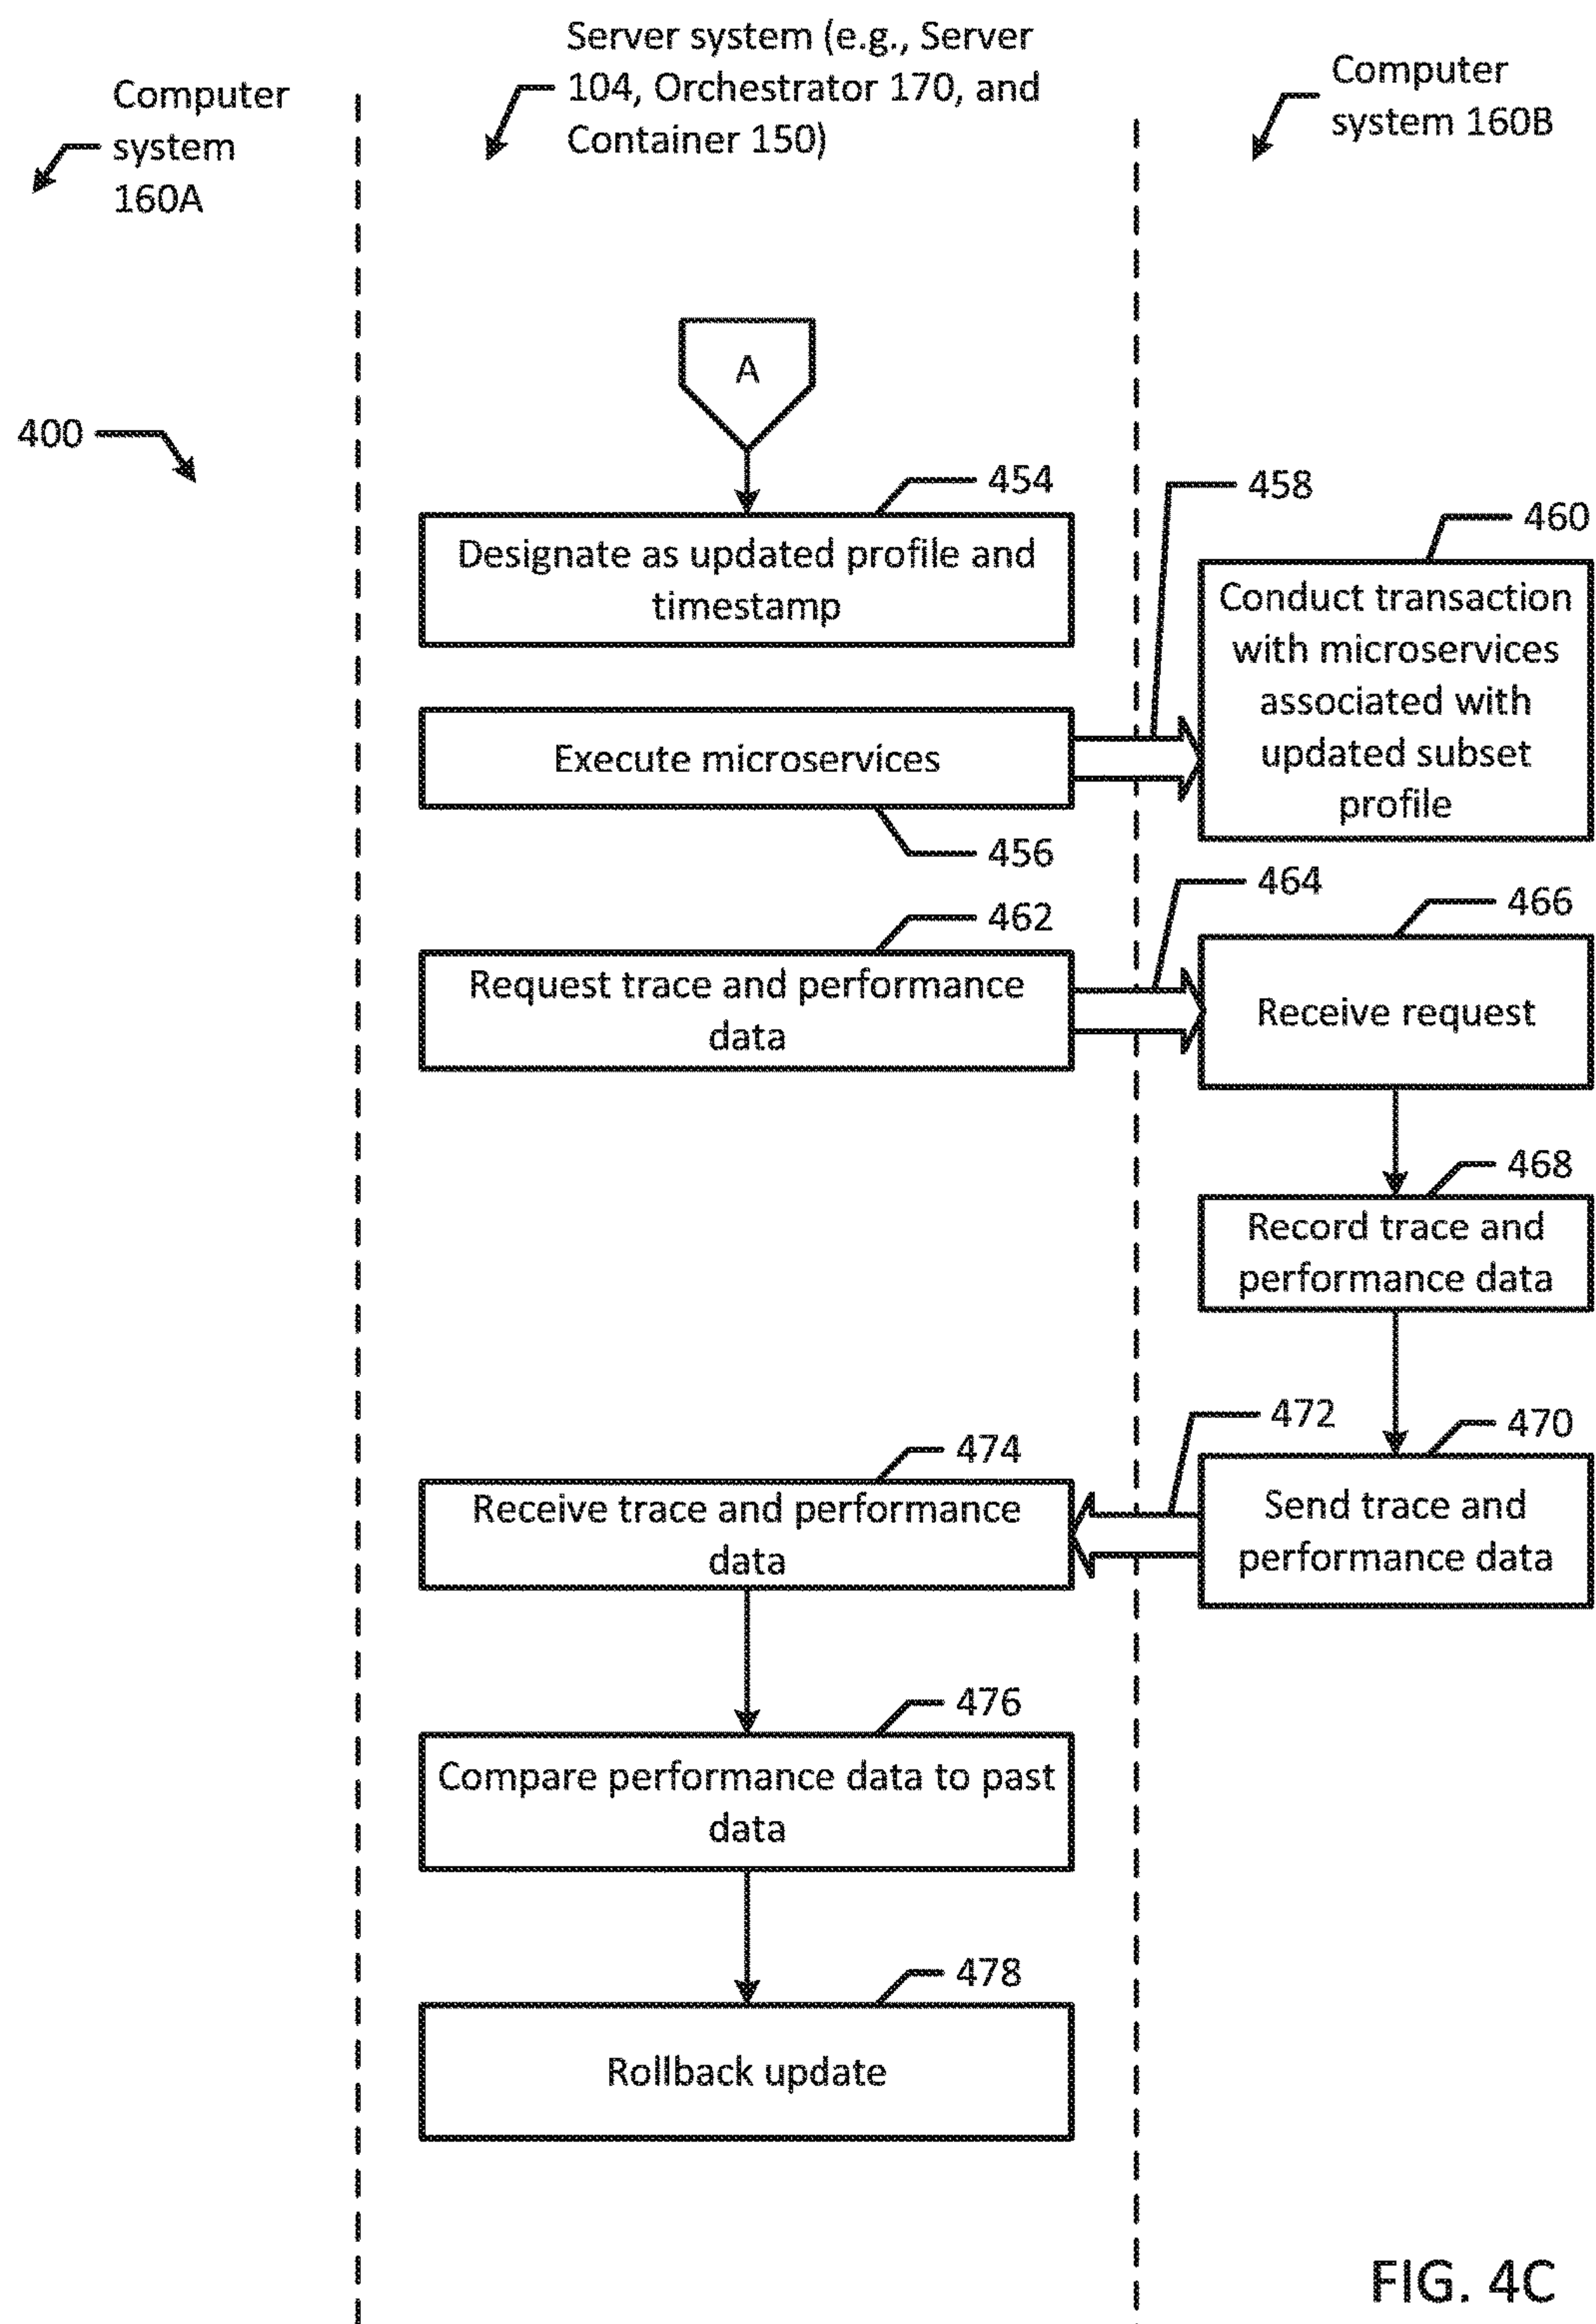 Computer
system
160A
Server system (e.g., Server
104, Orchestrator 170, and
Container 150)
Computer
system 160B
400
A
454
Designate as updated profile and
timestamp
458
460
Conduct transaction
with microservices
associated with
updated subset
profile
Execute microservices
456
462
Request trace and performance
data
464
466
Receive request
468
Record trace and
performance data
472
470
Send trace and
performance data
474
Receive trace and performance
data
476
Compare performance data to past
data
478
Rollback update
FIG. 4C